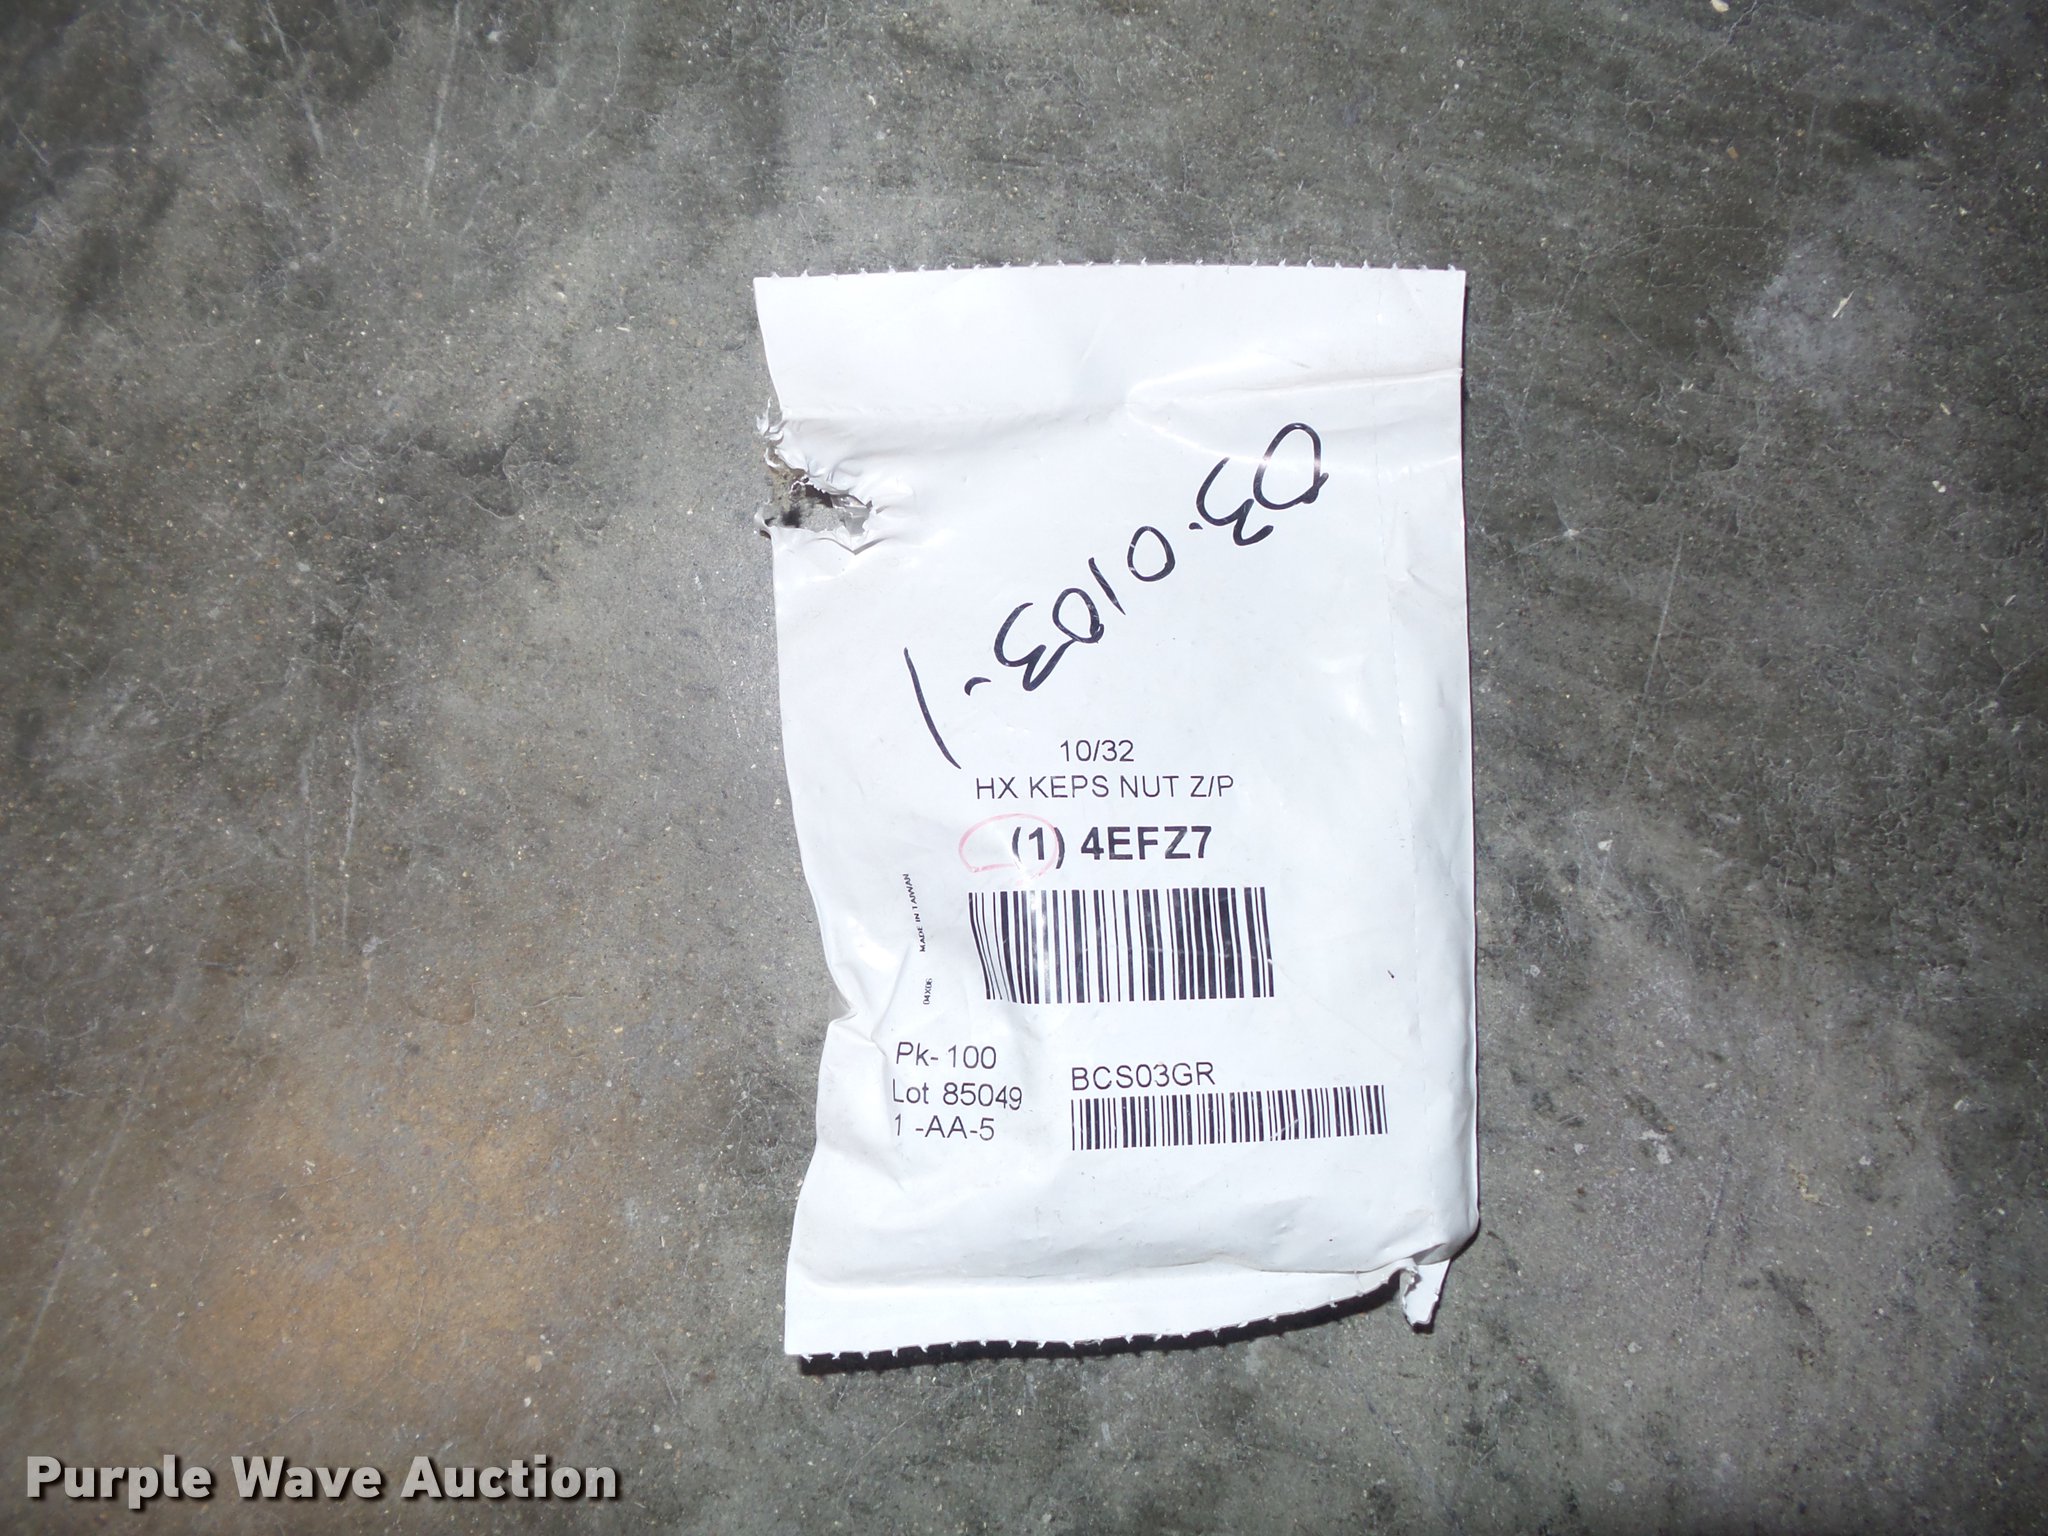 03.0103.1
10/32
HX KEPS NUT Z/P
(1) 4EFZ7
MADE IN TAIWAN
04X06
Pk-100
Lot 85049
1 -AA-5
BCS03GR
Purple Wave Auction